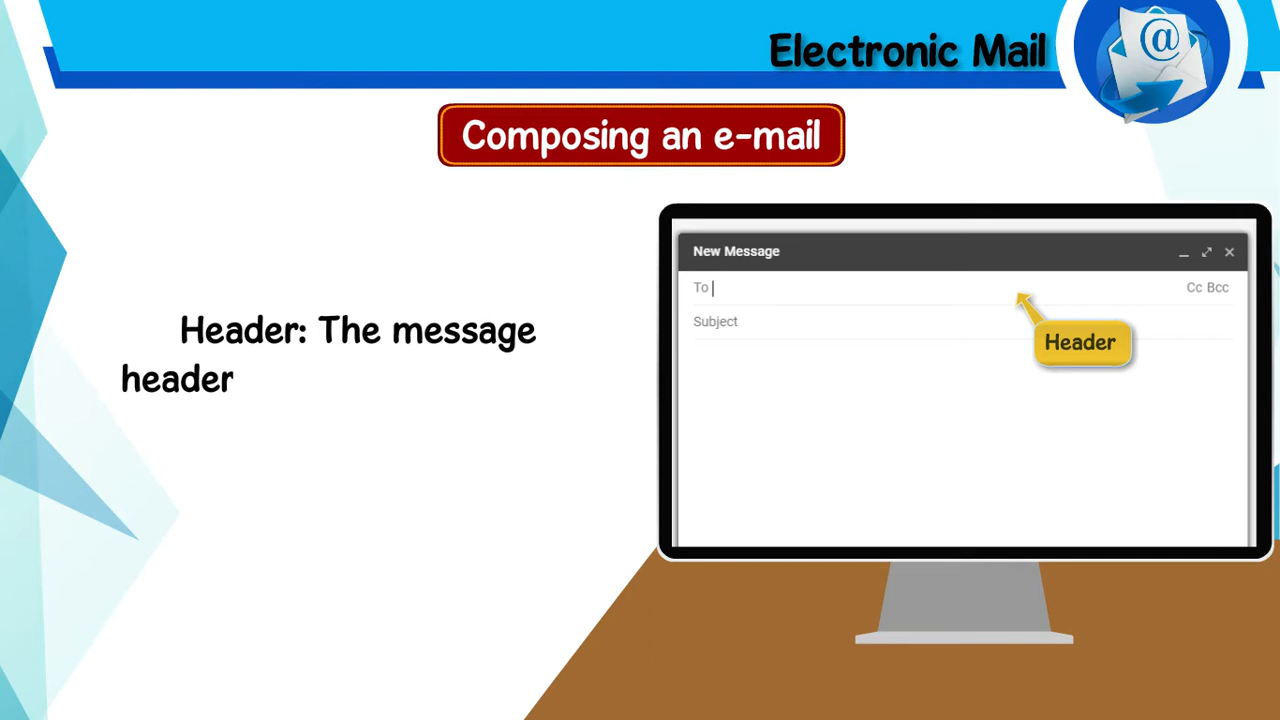 Electronic Mail
@
Composing an e-mail
Header: The message
header
New Message
To
Cc Bcc
Subject
Header